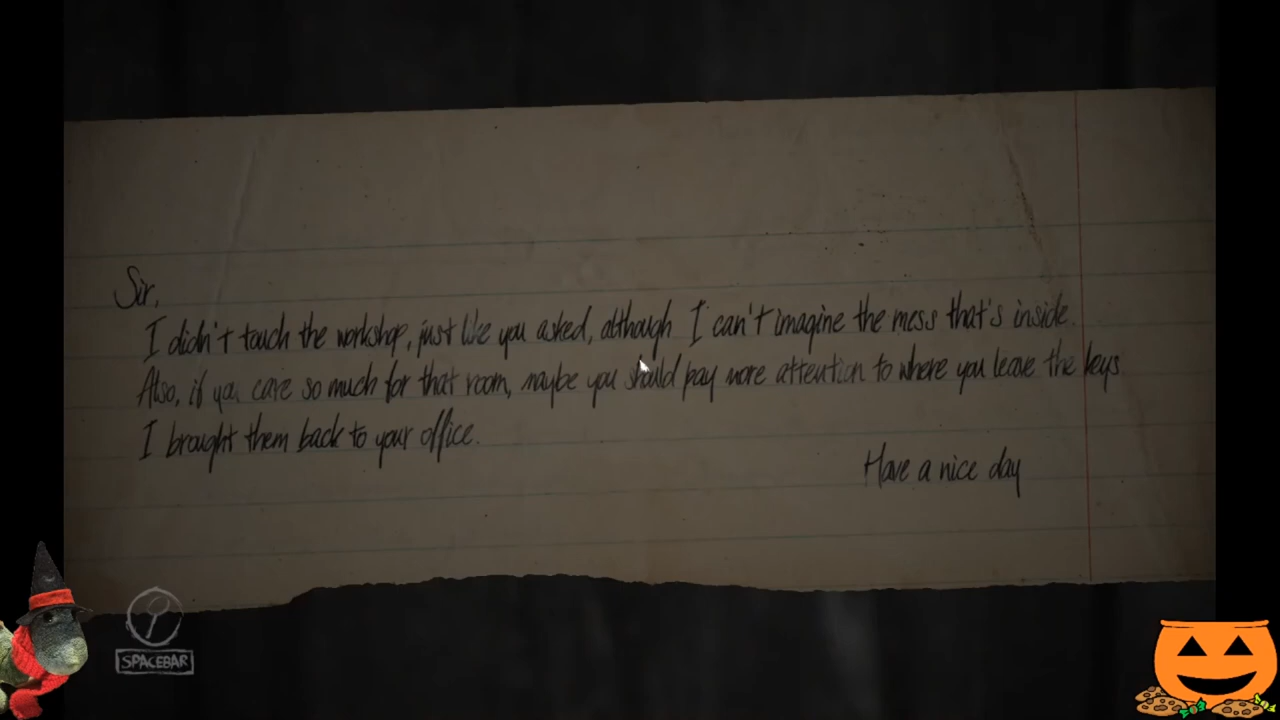 Sir,
I didn't touch the workshop, just like you asked, although I can't imagine the mess that's inside.
Also, if you care so much for that room, maybe you should pay more attention to where you leave the keys.
I brought them back to your office.
Have a nice day
SPACEBAR